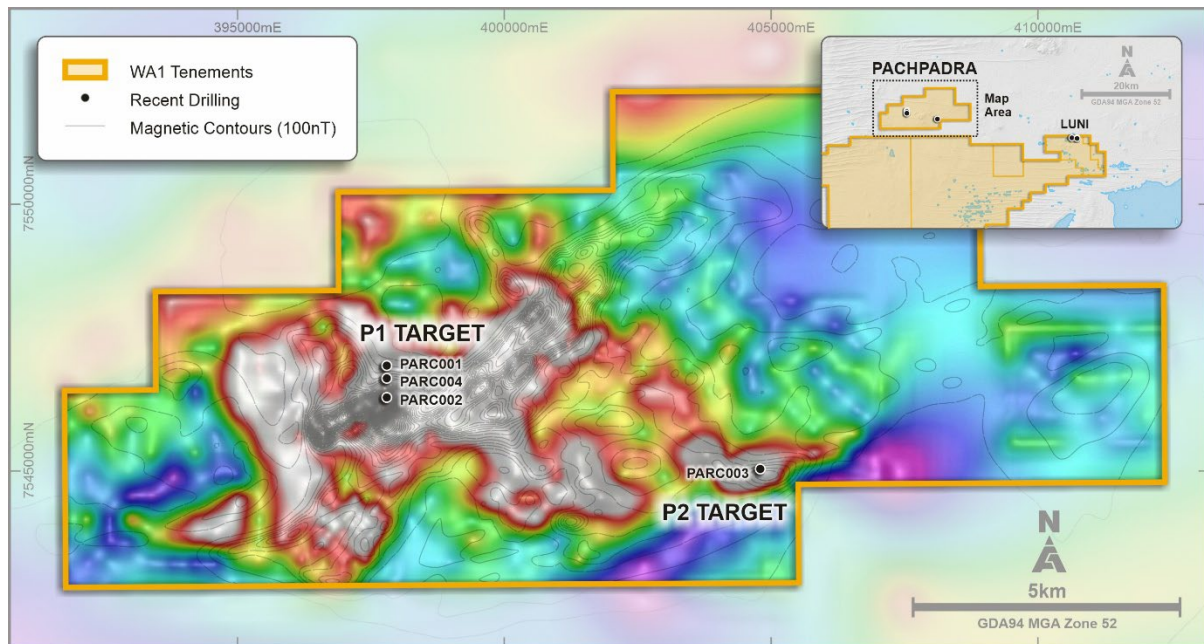 395000mE
400000mE
405000mE
410000mE
WA1 Tenements
Recent Drilling
Magnetic Contours (100nT)
PACHPADRA
Map
Area
LUNI
N
20km
GDA94 MGA Zone 52
7550000mN
7545000mN
P1 TARGET
PARC001
PARC004
PARC002
PARC003
P2 TARGET
N
5km
GDA94 MGA Zone 52